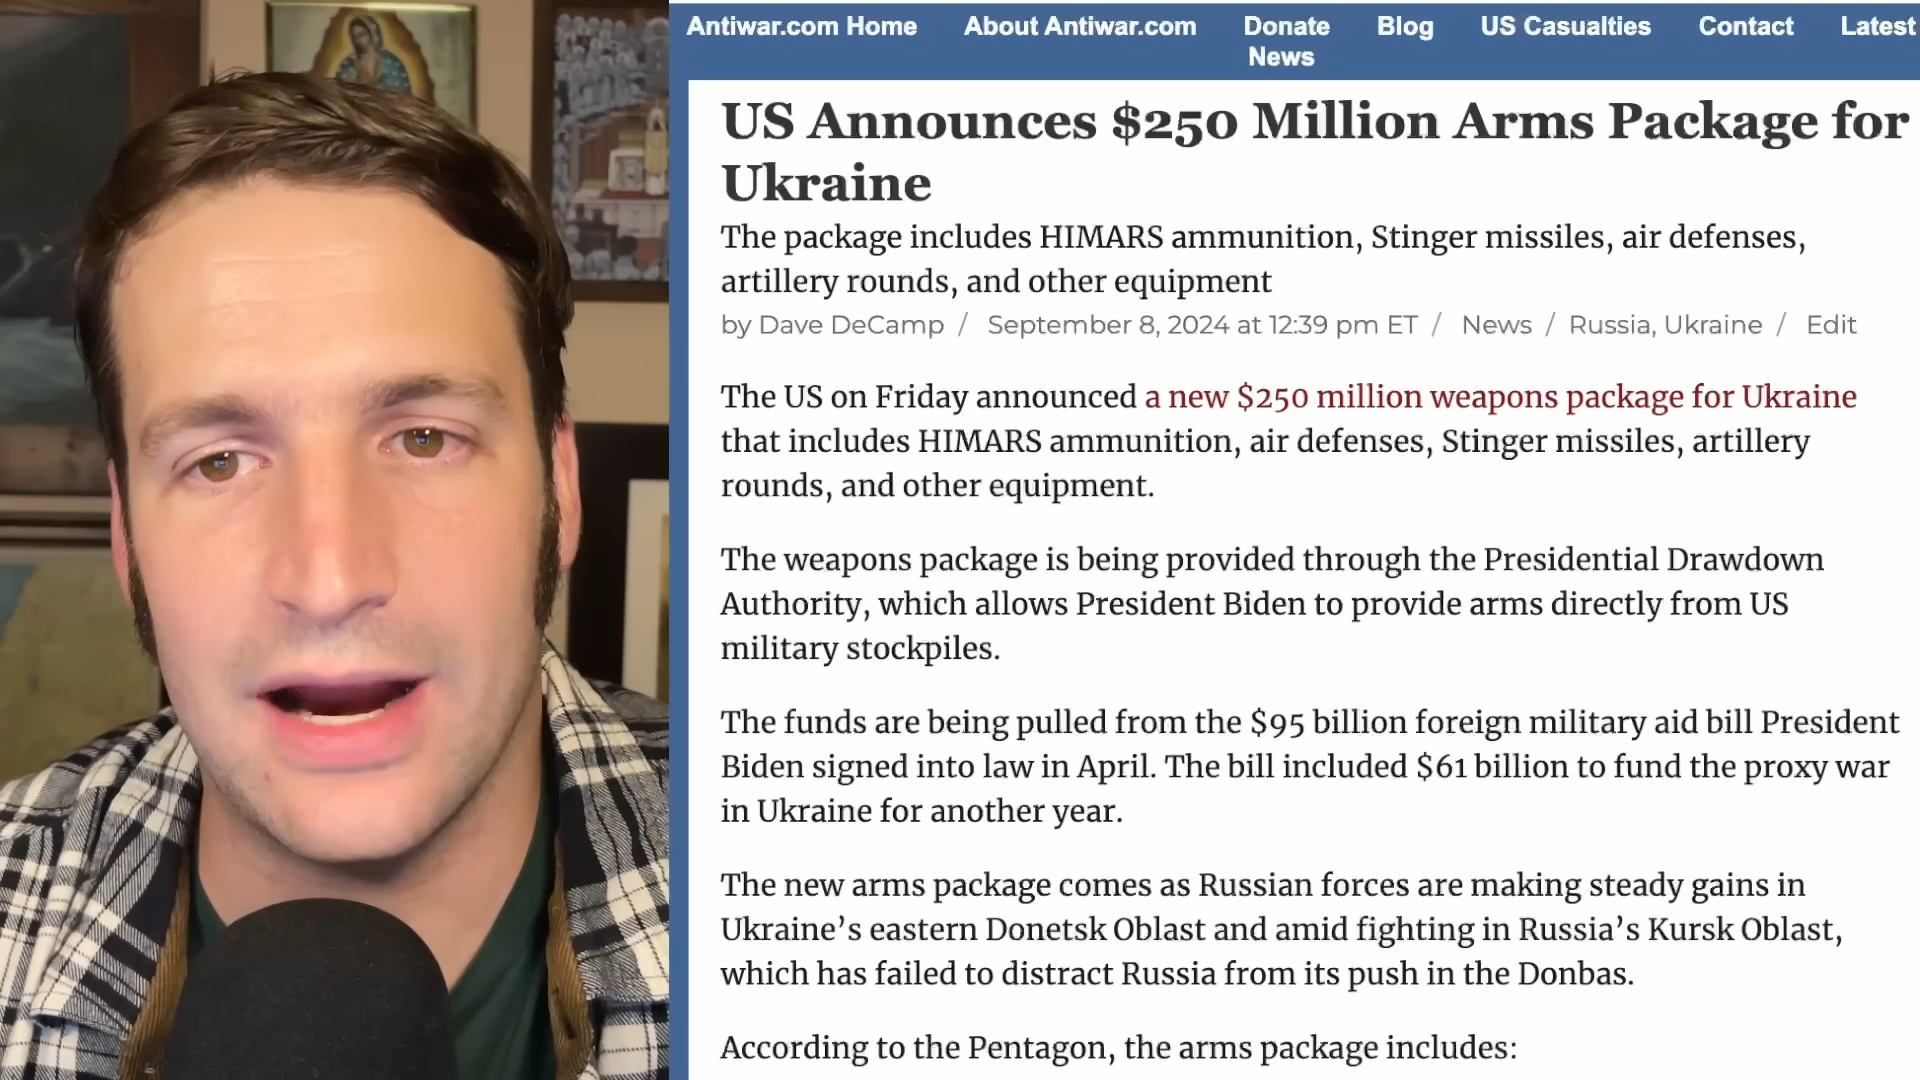 Antiwar.com Home About Antiwar.com Donate Blog US Casualties Contact Latest
News
US Announces $250 Million Arms Package for
Ukraine
The package includes HIMARS ammunition, Stinger missiles, air defenses,
artillery rounds, and other equipment
by Dave DeCamp / September 8, 2024 at 12:39 pm ET / News / Russia, Ukraine / Edit
The US on Friday announced a new $250 million weapons package for Ukraine
that includes HIMARS ammunition, air defenses, Stinger missiles, artillery
rounds, and other equipment.
The weapons package is being provided through the Presidential Drawdown
Authority, which allows President Biden to provide arms directly from US
military stockpiles.
The funds are being pulled from the $95 billion foreign military aid bill President
Biden signed into law in April. The bill included $61 billion to fund the proxy war
in Ukraine for another year.
The new arms package comes as Russian forces are making steady gains in
Ukraine’s eastern Donetsk Oblast and amid fighting in Russia’s Kursk Oblast,
which has failed to distract Russia from its push in the Donbas.
According to the Pentagon, the arms package includes: